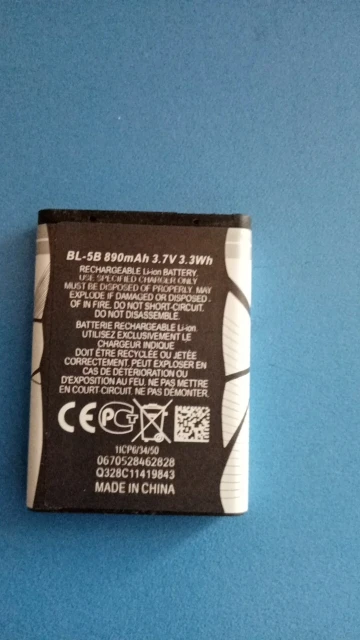 BL-5B 890mAh 3.7V 3.3Wh
RECHARGEABLE Li-ion BATTERY.
USE SPECIFIED CHARGER ONLY
MUST BE DISPOSED OF PROPERLY. MAY
EXPLODE IF DAMAGED OR DISPOSED
OF IN FIRE. DO NOT SHORT-
CIRCUIT.
DO NOT DISASSEMBLE.
BATTERIE RECHARGEABLE Li-ion
UTILISEZ EXCLUSIVEMENT LE
CHARGEUR INDIQUE
DOIT ÊTRE RECYCLÉE OU JETÉE
CORRECTEMENT. PEUT EXPLOSER EN
CAS DE DÉTÉRIORATION OU
D'EXPOSITION AU FEU. NE PAS METTRE
EN COURT-CIRCUIT. NE PAS DÉMONTER.
CE PCT
1ICP6/34/50
0670528462828
Q328C11419843
MADE IN CHINA